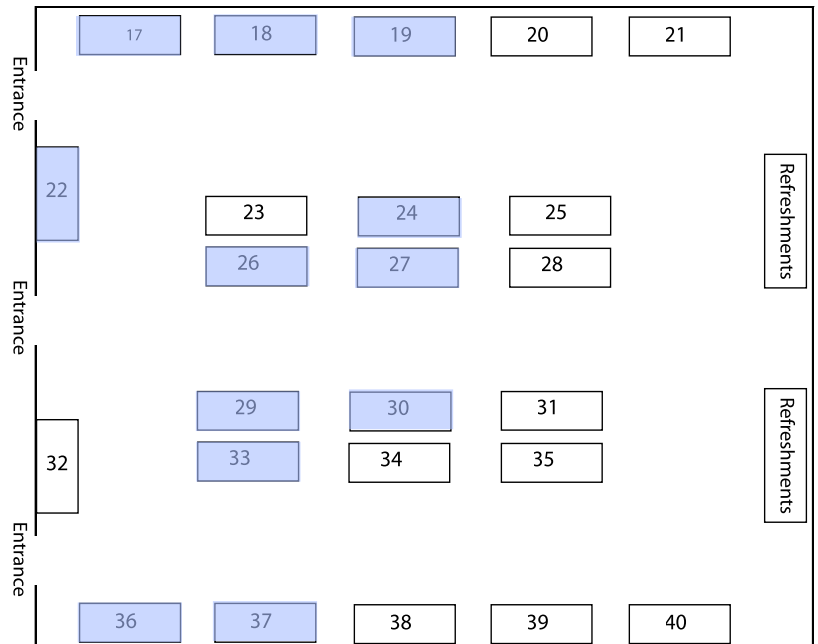 17 18 19 20 21
Entrance
22
Refreshments
23 24 25
26 27 28
Entrance
29 30 31
Refreshments
32
33 34 35
Entrance
36 37 38 39 40